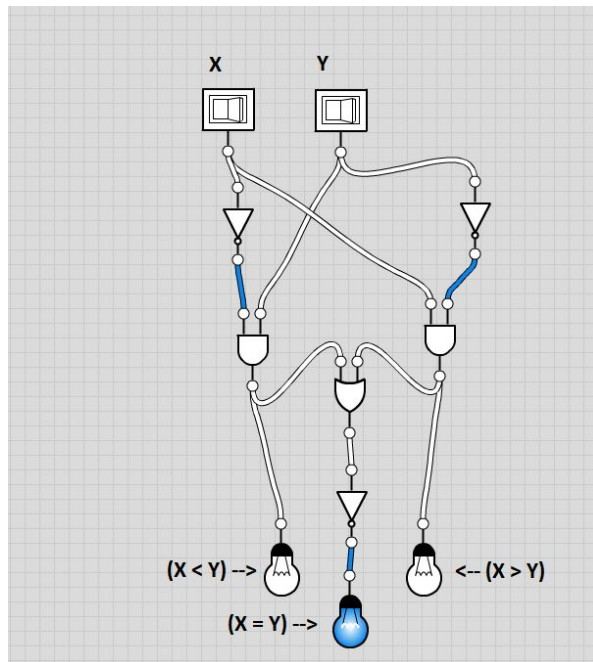 X
Y
(X < Y) -->
<-- (X > Y)
(X = Y) -->